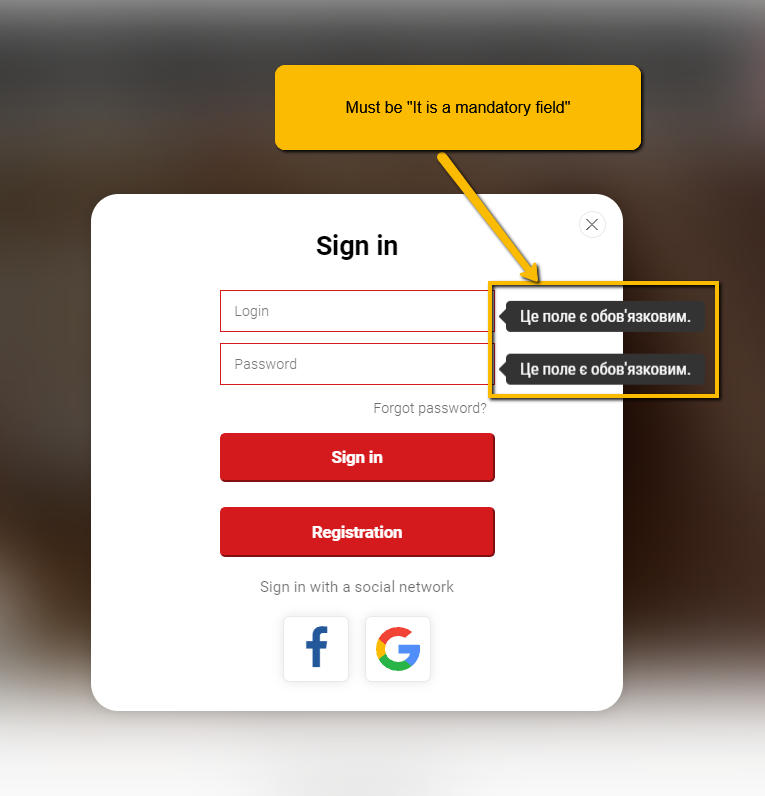 Must be "It is a mandatory field"
Sign in
Login
Це поле є обов'язковим.
Password
Це поле є обов'язковим.
Forgot password?
Sign in
Registration
Sign in with a social network